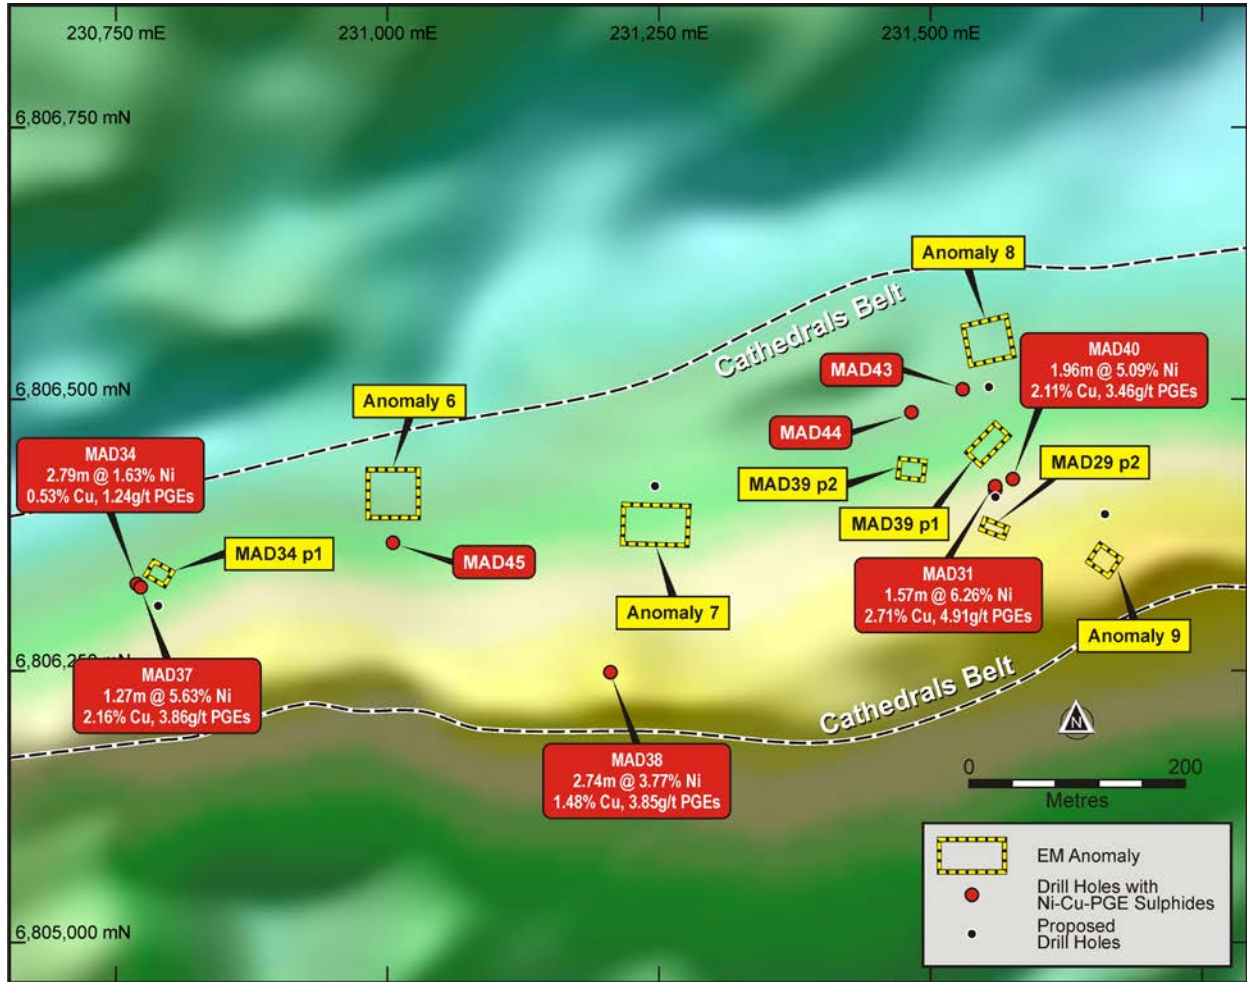 230,750 mE
231,000 mE
231,250 mE
231,500 mE
6,806,750 mN
Anomaly 8
Cathedrals Belt
MAD43
MAD40
1.96m @ 5.09% Ni
2.11% Cu, 3.46g/t PGEs
6,806,500 mN
Anomaly 6
MAD44
MAD34
2.79m @ 1.63% Ni
0.53% Cu, 1.24g/t PGEs
MAD39 p2
MAD29 p2
MAD39 p1
MAD34 p1
MAD45
MAD31
1.57m @ 6.26% Ni
2.71% Cu, 4.91g/t PGEs
Anomaly 7
Anomaly 9
6,806,250 mN
MAD37
1.27m @ 5.63% Ni
2.16% Cu, 3.86g/t PGEs
Cathedrals Belt
N
MAD38
2.74m @ 3.77% Ni
1.48% Cu, 3.85g/t PGEs
0
200
Metres
EM Anomaly
Drill Holes with
Ni-Cu-PGE Sulphides
Proposed
Drill Holes
6,805,000 mN